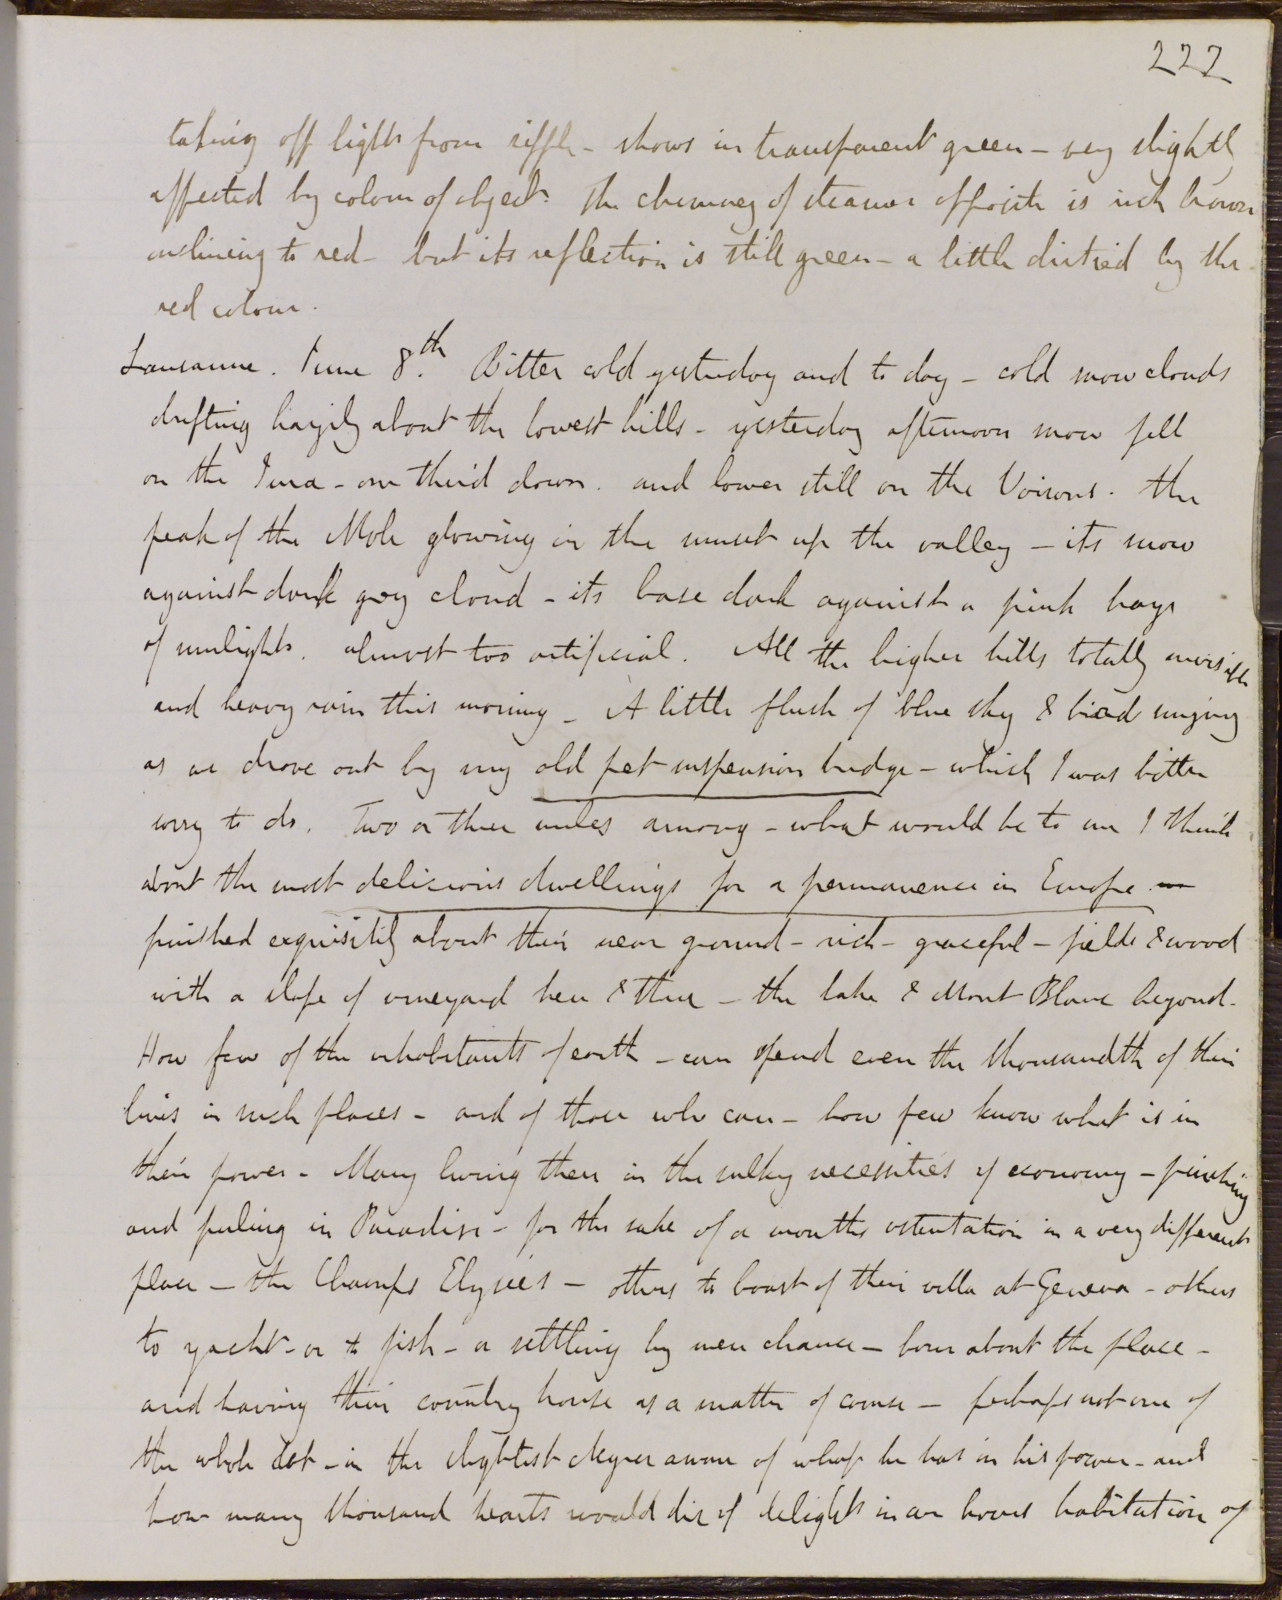 222
taking off light from ripple - shows in transparent green - very slightly
affected by colour of object. The chimney of steamer opposite is rich brown
inclining to red - but its reflection is still green - a little dirtied by the
red colour.
Lausanne. June 8.th Bitter cold yesterday and to day - cold snow clouds
drifting hazily about the lowest hills - yesterday afternoon snow fell
on the Jura - one third down. and lower still on the Voirons. The
peak of the Mole glowing in the sunset up the valley - its snow
against dark grey cloud - its base dark against a pink haze
of sunlight. almost too artificial. All the higher hills totally invisible
and heavy rain this morning - A little flush of blue sky & bird singing
as we drove out by my old pet suspension bridge - which I was bitter
sorry to do. Two or three miles among - what would be to me I think
about the most delicious dwellings for a permanence in Europe
finished exquisitely about their near ground - rich - graceful - fields & wood
with a slope of vineyard here & there - the lake & Mont Blanc beyond -
How few of the inhabitants of earth - can spend even the thousandth of their
lives in such places - and of those who can - how few know what is in
their power - Many living there in the sulky necessities of economy - pinching
and puling in Paradise - for the sake of a months ostentation in a very different
place - the Champs Elysées - others to boast of their villa at Geneva - others
to yacht - or to fish - or settling by mere chance - born about the place -
and having their country house as a matter of course - perhaps not one of
the whole lot - in the slightest degree aware of what he has in his power - and
how many thousand hearts would die of delight in an hours habitation of